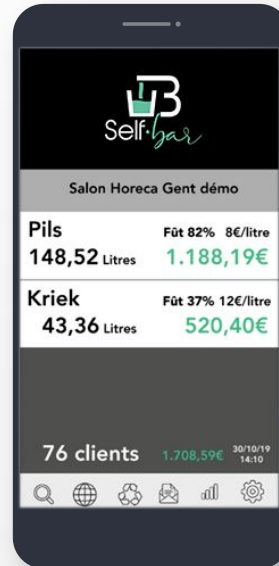 B
Self·bar
Salon Horeca Gent démo
Pils
Fût 82% 8€/litre
148,52 Litres 1.188,19€
Kriek
Fût 37% 12€/litre
43,36 Litres 520,40€
76 clients 1.708,59€ 30/10/19
14:10